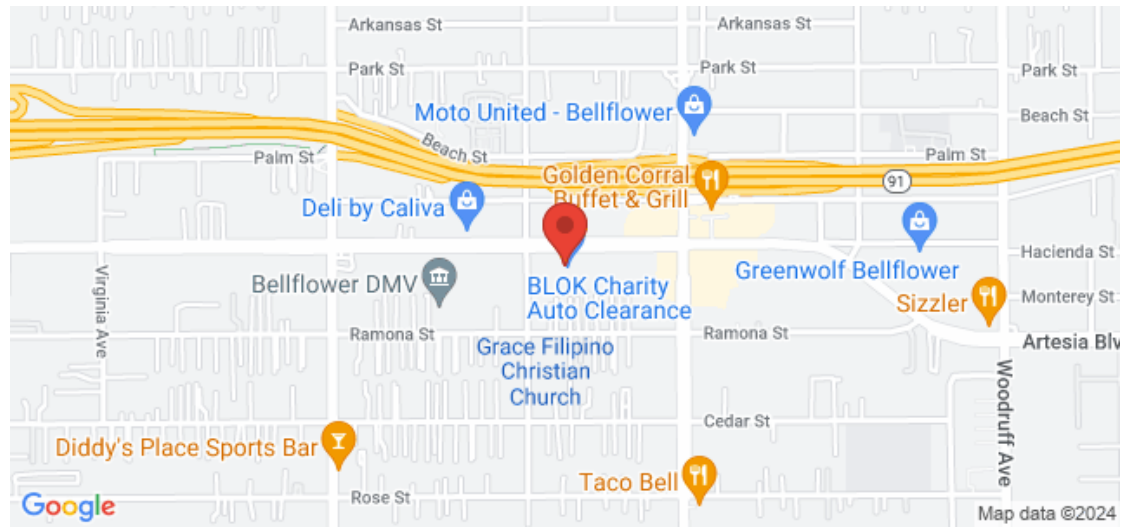 Arkansas St
Arkansas St
Park St
Park St
Park St
Moto United - Bellflower
Beach St
Beach St
Palm St
Palm St
Golden Corral
Buffet & Grill
91
Deli by Caliva
Hacienda St
Bellflower DMV
BLOK Charity
Auto Clearance
Greenwolf Bellflower
Virginia Ave
Sizzler
Monterey St
Ramona St
Ramona St
Artesia Blv
Grace Filipino
Christian
Church
Woodruff Ave
Cedar St
Diddy's Place Sports Bar
Taco Bell
Rose St
Google
Map data ©2024